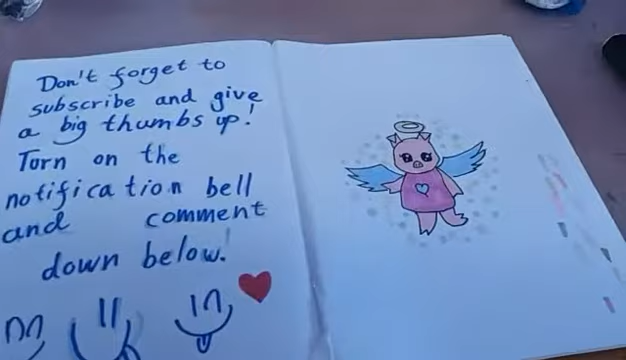 Don't forget to
subscribe and give
a big thumbs up!
Turn on the
notification bell
and comment
down below!